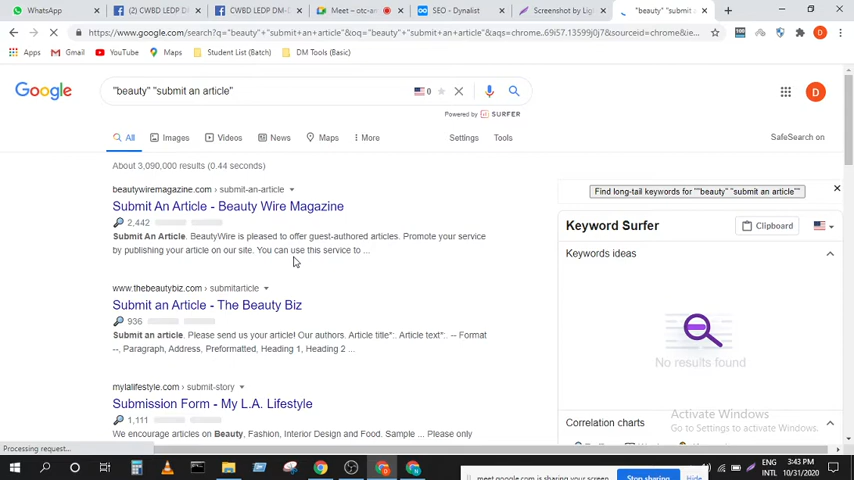 WhatsApp
(2) CWBD LEDP DM-
CWBD LEDP DM-D
Meet – otc-an
SEO - Dynalist
Screenshot by Lig
"beauty" "submit a
https://www.google.com/search?q="beauty"+"submit+an+article"&oq="beauty"+"submit+an+article"&aqs=chrome..69i57.13599j0j7&sourceid=chrome&ie...
Apps
Gmail
YouTube
Maps
Student List (Batch)
DM Tools (Basic)
Google
"beauty" "submit an article"
0
Powered by SURFER
All
Images
Videos
News
Maps
More
Settings
Tools
SafeSearch on
About 3,090,000 results (0.44 seconds)
beautywiremagazine.com › submit-an-article
Submit An Article - Beauty Wire Magazine
2,442
Submit An Article. BeautyWire is pleased to offer guest-authored articles. Promote your service
by publishing your article on our site. You can use this service to ...
www.thebeautybiz.com › submitarticle
Submit an Article - The Beauty Biz
936
Submit an article. Please send us your article! Our authors. Article title*:. Article text*:. -- Format
--, Paragraph, Address, Preformatted, Heading 1, Heading 2 ...
mylalifestyle.com › submit-story
Submission Form - My L.A. Lifestyle
1,111
We encourage articles on Beauty, Fashion, Interior Design and Food. Sample ... Please only
Find long-tail keywords for ""beauty" "submit an article""
Keyword Surfer
Clipboard
Keywords ideas
No results found
Correlation charts
Activate Windows
Go to Settings to activate Windows.
Processing request...
meet.google.com is sharing your screen.
Stop sharing
Hide
ENG
INTL
3:43 PM
10/31/2020